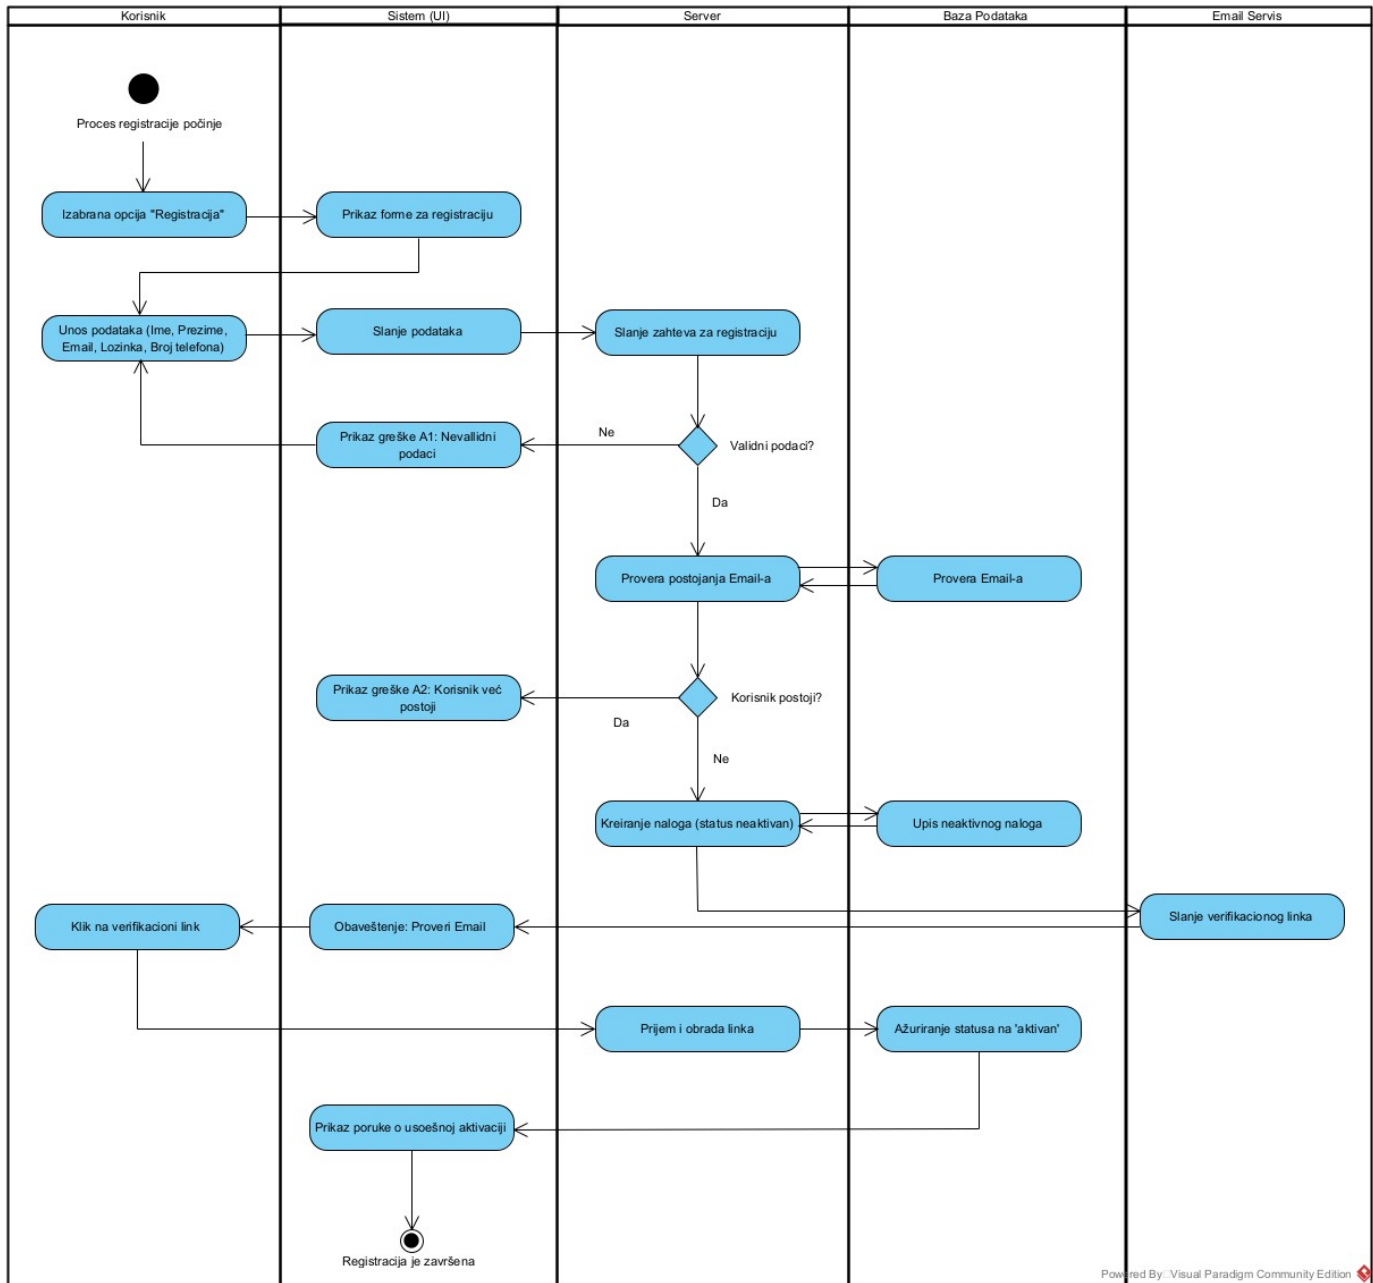 Korisnik
Sistem (UI)
Server
Baza Podataka
Email Servis
Proces registracije počinje
Izabrana opcija "Registracija"
Prikaz forme za registraciju
Unos podataka (Ime, Prezime,
Email, Lozinka, Broj telefona)
Slanje podataka
Slanje zahteva za registraciju
Prikaz greške A1: Nevallidni
podaci
Ne
Validni podaci?
Da
Provera postojanja Email-a
Provera Email-a
Prikaz greške A2: Korisnik već
postoji
Da
Korisnik postoji?
Ne
Kreiranje naloga (status neaktivan)
Upis neaktivnog naloga
Klik na verifikacioni link
Obaveštenje: Proveri Email
Slanje verifikacionog linka
Prijem i obrada linka
Ažuriranje statusa na 'aktivan'
Prikaz poruke o usoešnoj aktivaciji
Registracija je završena
Powered By Visual Paradigm Community Edition